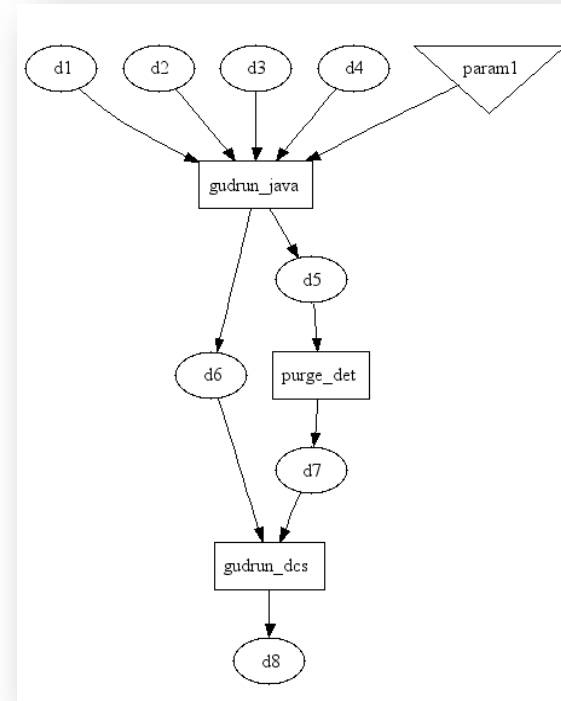 d1 d2 d3 d4 param1
gudrun_java
d5
d6 purge_det
d7
gudrun_dcs
d8